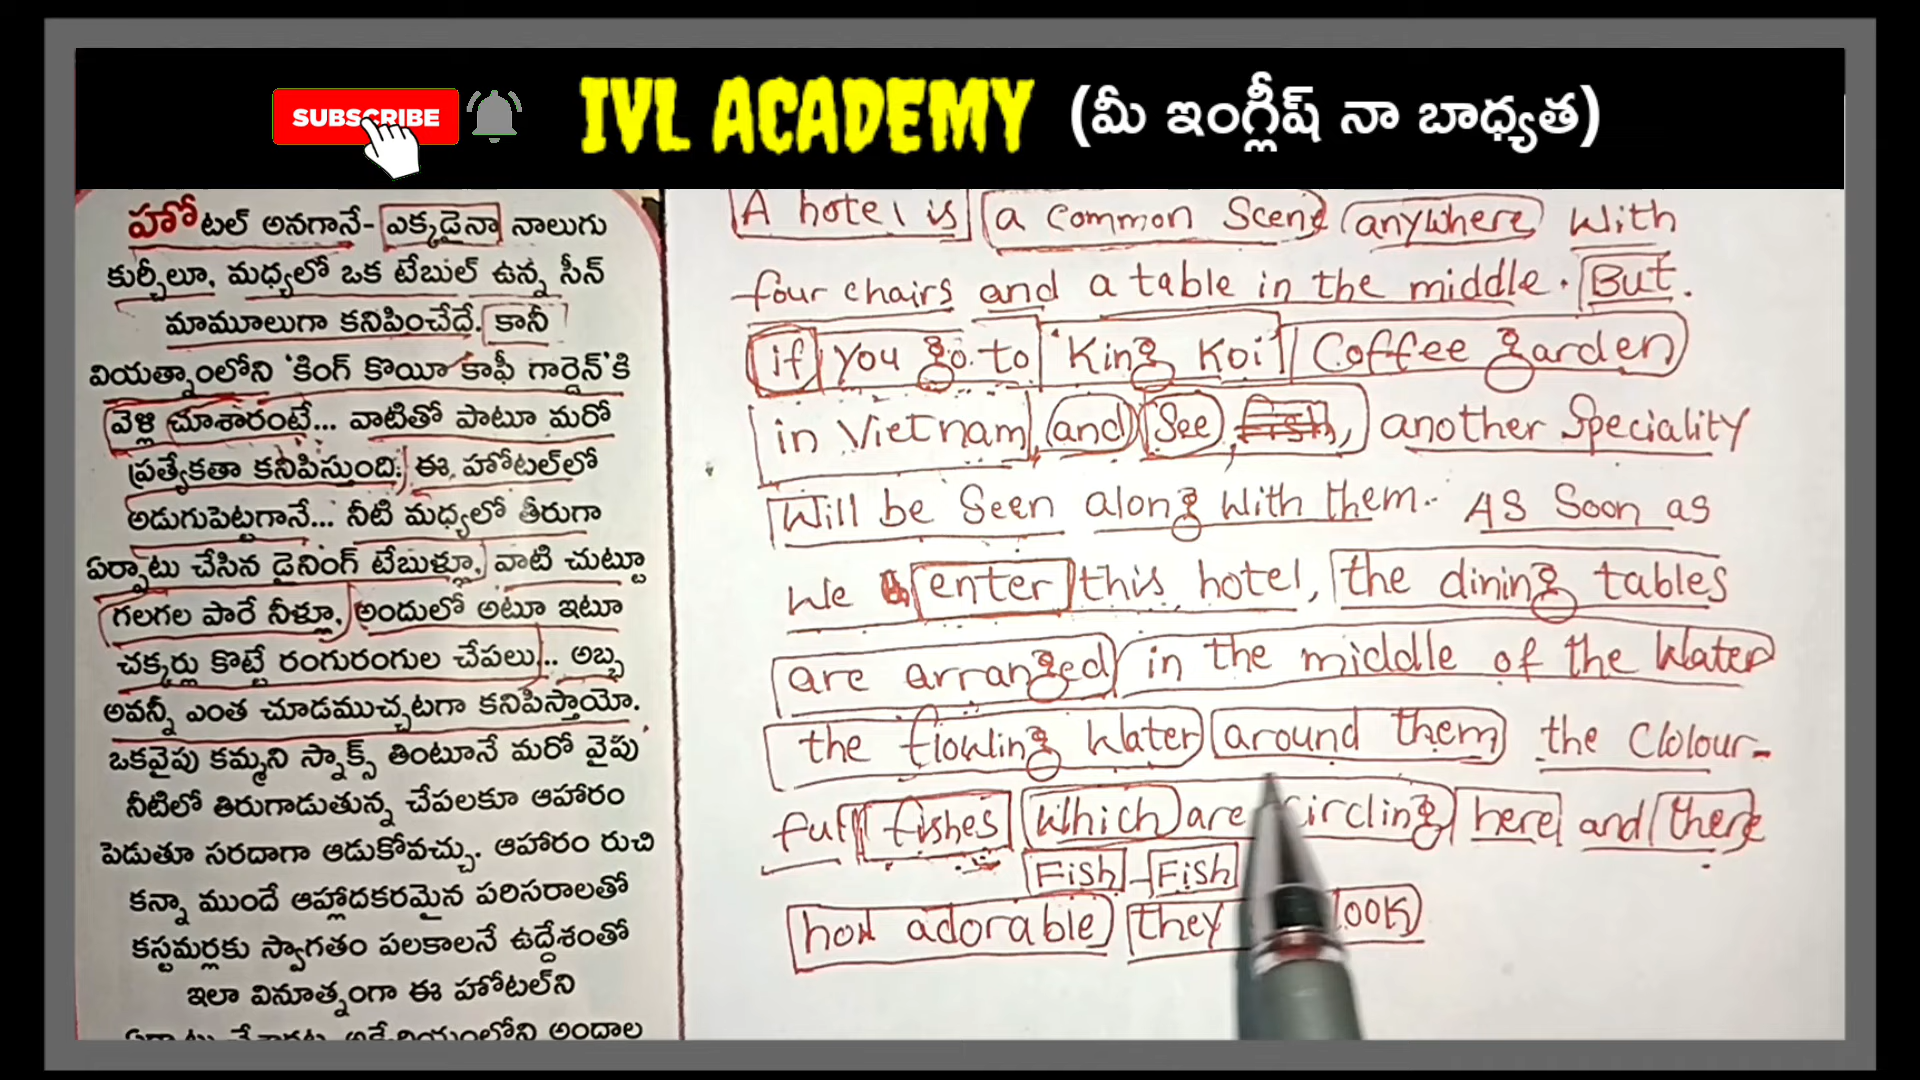 SUBSCRIBE
IVL ACADEMY (మీ ఇంగ్లీష్ నా బాధ్యత)
హోటల్ అనగానే- ఎక్కడైనా నాలుగు
కుర్చీలూ, మధ్యలో ఒక టేబుల్ ఉన్న సీన్
మామూలుగా కనిపించేదే. కానీ
వియత్నాంలోని 'కింగ్ కొయీ కాఫీ గార్డెన్'కి
వెళ్లి చూశారంటే... వాటితో పాటూ మరో
ప్రత్యేకతా కనిపిస్తుంది. ఈ హోటల్‌లో
అడుగుపెట్టగానే... నీటి మధ్యలో తీరుగా
ఏర్పాటు చేసిన డైనింగ్ టేబుళ్లూ, వాటి చుట్టూ
గలగల పారే నీళ్లూ, అందులో అటూ ఇటూ
చక్కర్లు కొట్టే రంగురంగుల చేపలు... అబ్బ
అవన్నీ ఎంత చూడముచ్చటగా కనిపిస్తాయో.
ఒకవైపు కమ్మని స్నాక్స్ తింటూనే మరో వైపు
నీటిలో తిరుగాడుతున్న చేపలకూ ఆహారం
పెడుతూ సరదాగా ఆడుకోవచ్చు. ఆహారం రుచి
కన్నా ముందే ఆహ్లాదకరమైన పరిసరాలతో
కస్టమర్లకు స్వాగతం పలకాలనే ఉద్దేశంతో
ఇలా వినూత్నంగా ఈ హోటల్‌ని
అందాల
A hotel is a common Scene anywhere with
four chairs and a table in the middle. But.
if you go to 'King Koi' Coffee garden
in Vietnam, and See, another Speciality
Will be Seen along with them. As Soon as
we enter this hotel, the dining tables
are arranged in the middle of the water
the flowing water around them the Clolour-
full fishes which are circling here and there
Fish - Fish
how adorable they look